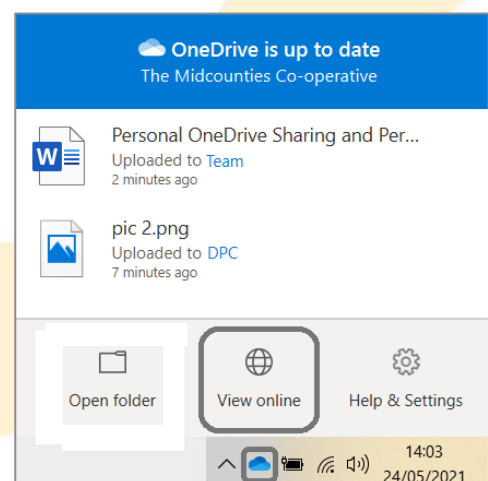 OneDrive is up to date
The Midcounties Co-operative
W
Personal OneDrive Sharing and Per...
Uploaded to Team
2 minutes ago
pic 2.png
Uploaded to DPC
7 minutes ago
Open folder
View online
Help & Settings
14:03
24/05/2021